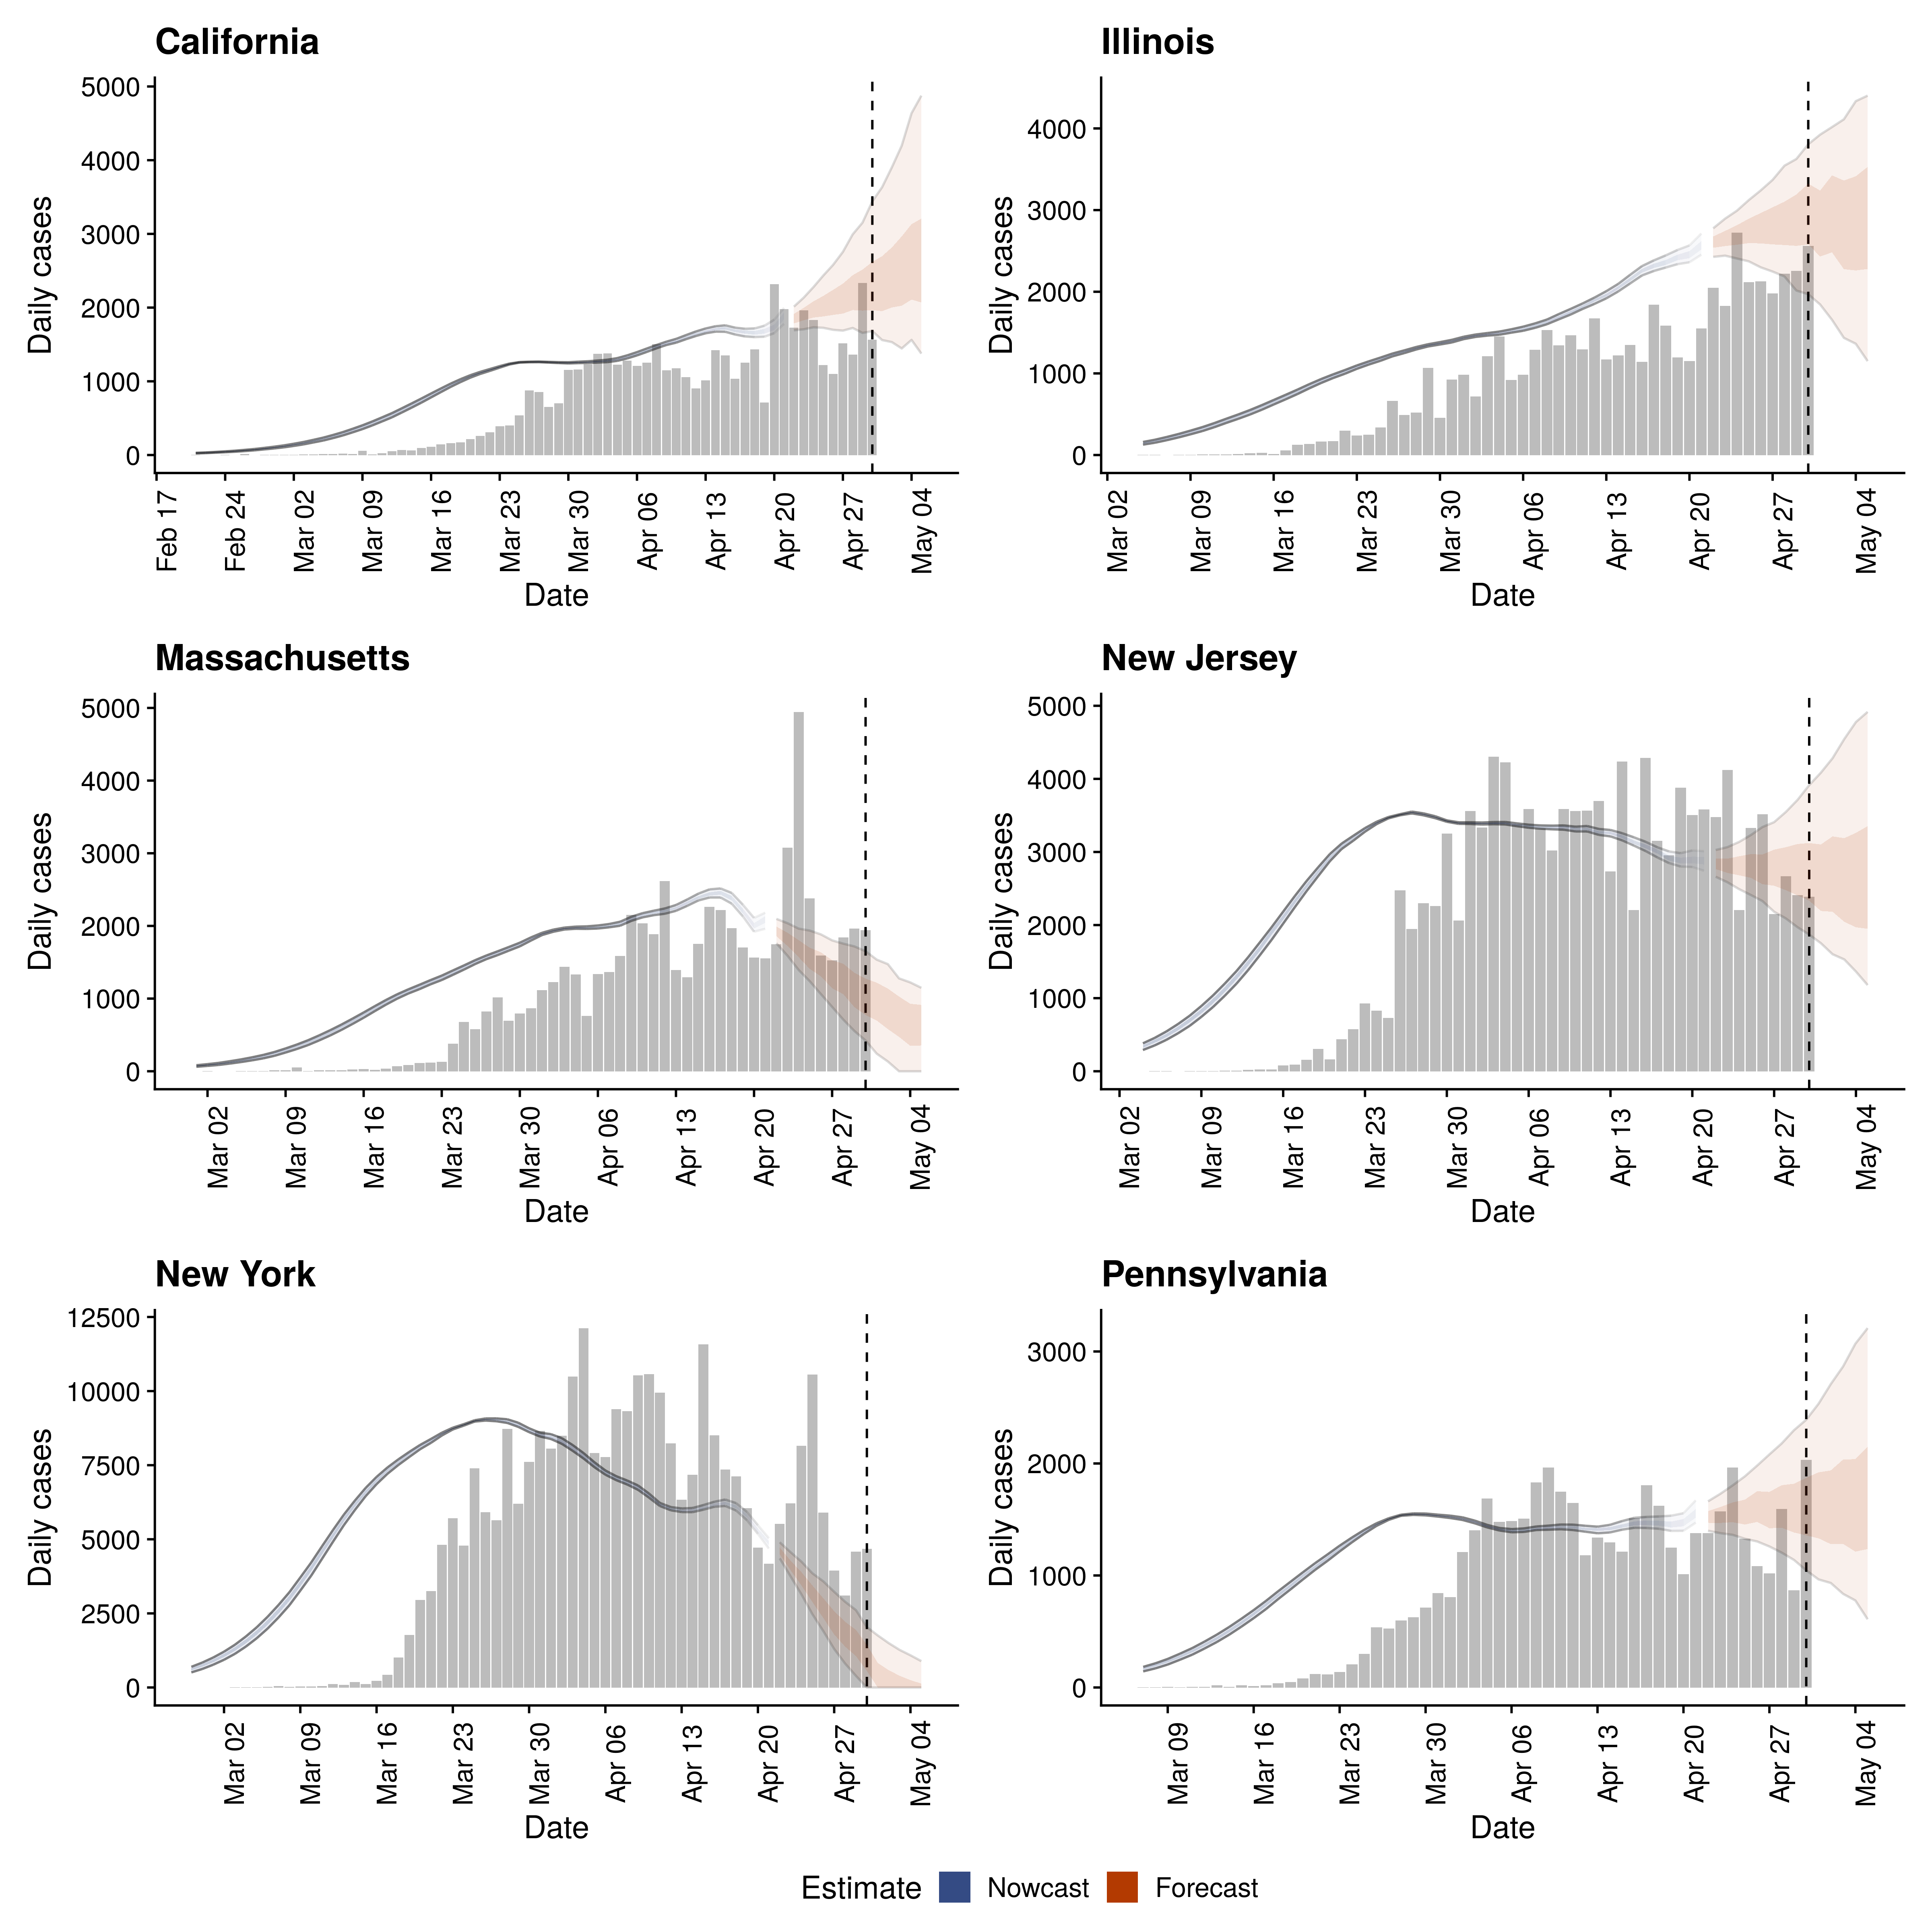 California
5000
4000
3000
2000
1000
0
Daily cases
Feb 17
Feb 24
Mar 02
Mar 09
Mar 16
Mar 23
Mar 30
Apr 06
Apr 13
Apr 20
Apr 27
May 04
Date
Illinois
4000
3000
2000
1000
0
Daily cases
Mar 02
Mar 09
Mar 16
Mar 23
Mar 30
Apr 06
Apr 13
Apr 20
Apr 27
May 04
Date
Massachusetts
5000
4000
3000
2000
1000
0
Daily cases
Mar 02
Mar 09
Mar 16
Mar 23
Mar 30
Apr 06
Apr 13
Apr 20
Apr 27
May 04
Date
New Jersey
5000
4000
3000
2000
1000
0
Daily cases
Mar 02
Mar 09
Mar 16
Mar 23
Mar 30
Apr 06
Apr 13
Apr 20
Apr 27
May 04
Date
New York
12500
10000
7500
5000
2500
0
Daily cases
Mar 02
Mar 09
Mar 16
Mar 23
Mar 30
Apr 06
Apr 13
Apr 20
Apr 27
May 04
Date
Pennsylvania
3000
2000
1000
0
Daily cases
Mar 09
Mar 16
Mar 23
Mar 30
Apr 06
Apr 13
Apr 20
Apr 27
May 04
Date
Estimate Nowcast Forecast